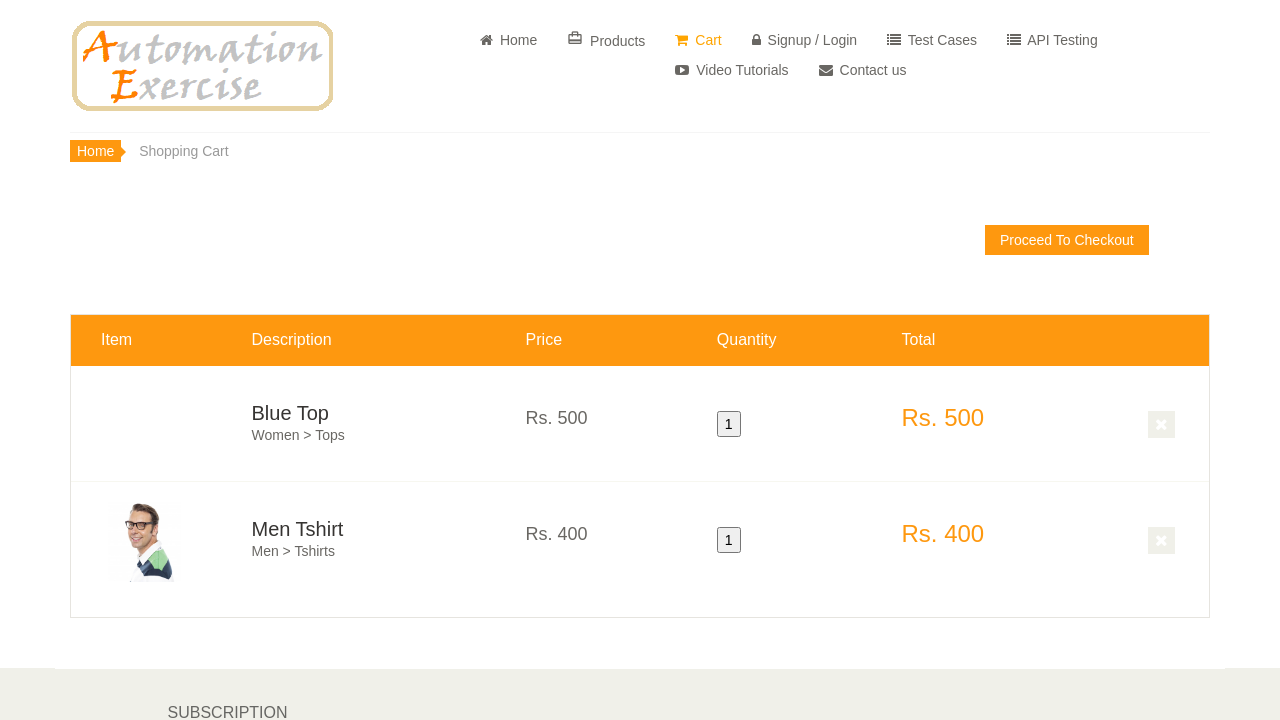 Automation
Exercise
Home
Products
Cart
Signup / Login
Test Cases
API Testing
Video Tutorials
Contact us
Home
Shopping Cart
Proceed To Checkout
Item Description Price Quantity Total
Blue Top
Women > Tops
Rs. 500
1
Rs. 500
Men Tshirt
Men > Tshirts
Rs. 400
1
Rs. 400
SUBSCRIPTION